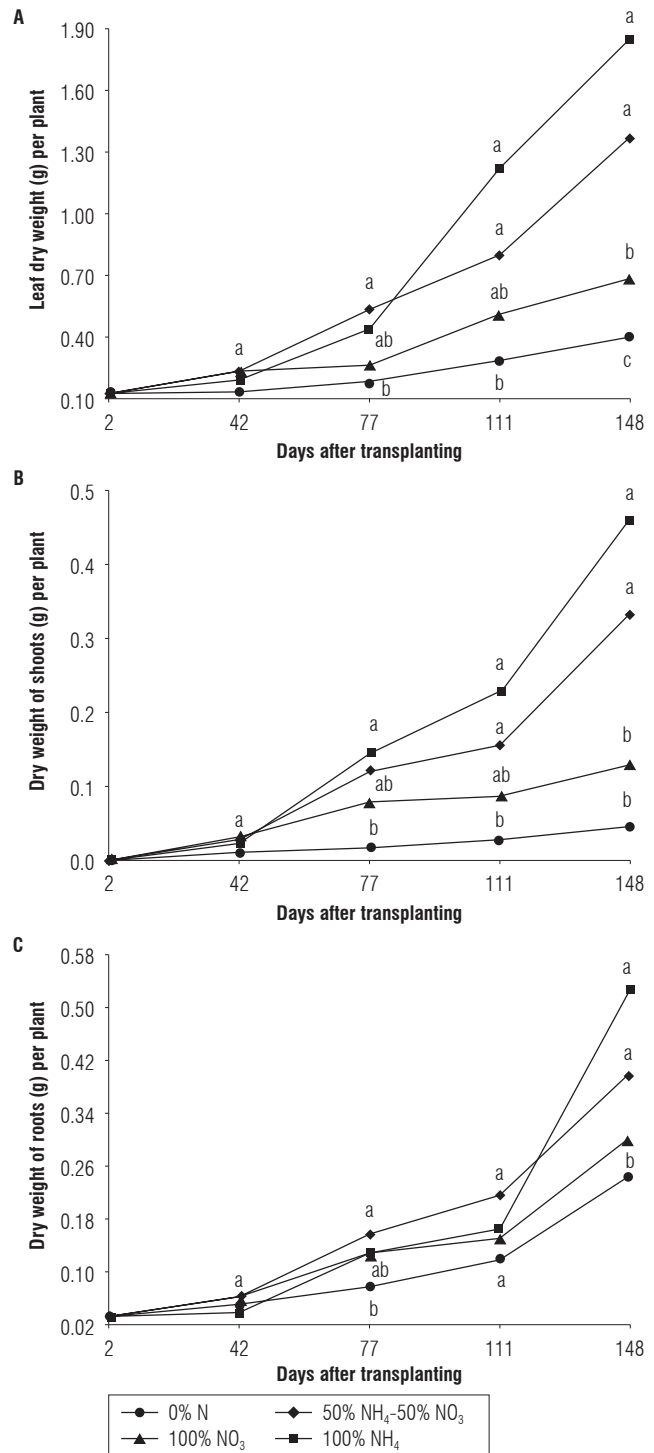 A
a
1.90
a
1.60
a
1.30
a
1.00
a
b
0.70
ab
a
ab
0.40
c
b
b
0.10
2 42 77 111 148
Leaf dry weight (g) per plant
Days after transplanting
B
0.5
a
0.4
a
0.3
a
a
0.2
a
b
0.1
ab
ab
b
a
b
b
0.0
2 42 77 111 148
Dry weight of shoots (g) per plant
Days after transplanting
C
0.58
a
0.50
0.42
a
0.34
0.26
a
b
0.18
a
0.10
a
ab
a
b
0.02
2 42 77 111 148
Dry weight of roots (g) per plant
Days after transplanting
0% N 50% NH₄-50% NO₃
100% NO₃ 100% NH₄